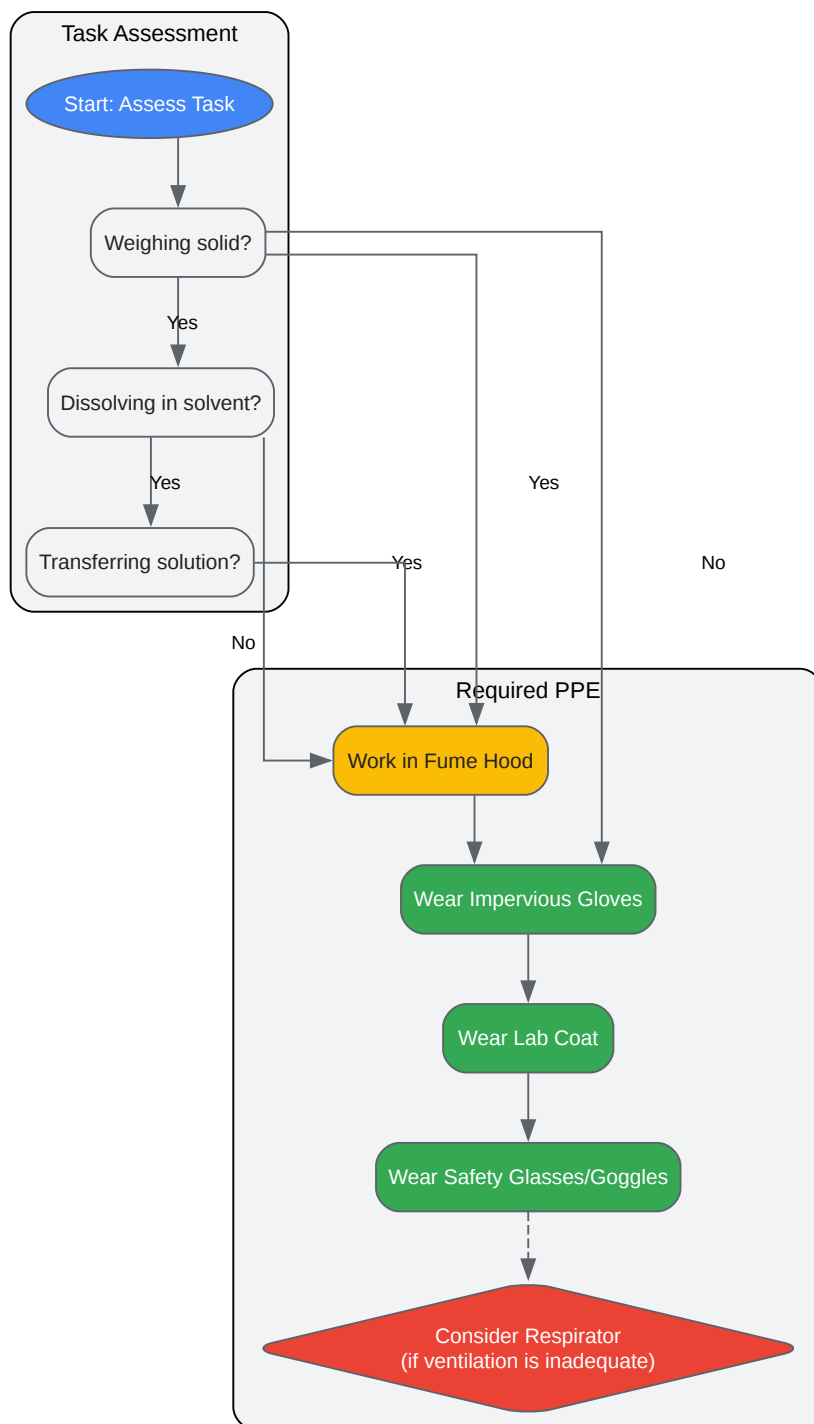 Task Assessment
Start: Assess Task
Weighing solid?
Yes
Dissolving in solvent?
Yes
Yes
Transferring solution?
Yes
No
No
Required PPE
Work in Fume Hood
Wear Impervious Gloves
Wear Lab Coat
Wear Safety Glasses/Goggles
Consider Respirator
(if ventilation is inadequate)